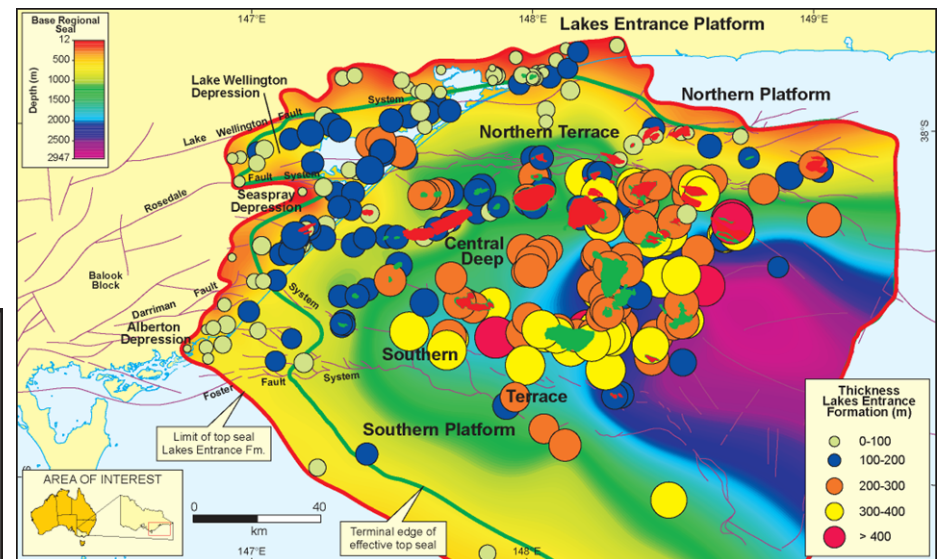 147°E
148°E
149°E
Base Regional
Seal
12
500
1000
1500
2000
2500
2947
Depth (m)
Lakes Entrance Platform
Lake Wellington
Depression
Northern Platform
Lake Wellington Fault System
Northern Terrace
38°S
Fault System
Rosedale
Seaspray
Depression
Central
Deep
Balook
Block
Darriman Fault System
Alberton
Depression
Southern
Terrace
Foster Fault System
Southern Platform
Limit of top seal
Lakes Entrance Fm.
Thickness
Lakes Entrance
Formation (m)
0-100
100-200
200-300
300-400
> 400
AREA OF INTEREST
0 40
km
Terminal edge of
effective top seal
147°E
148°E